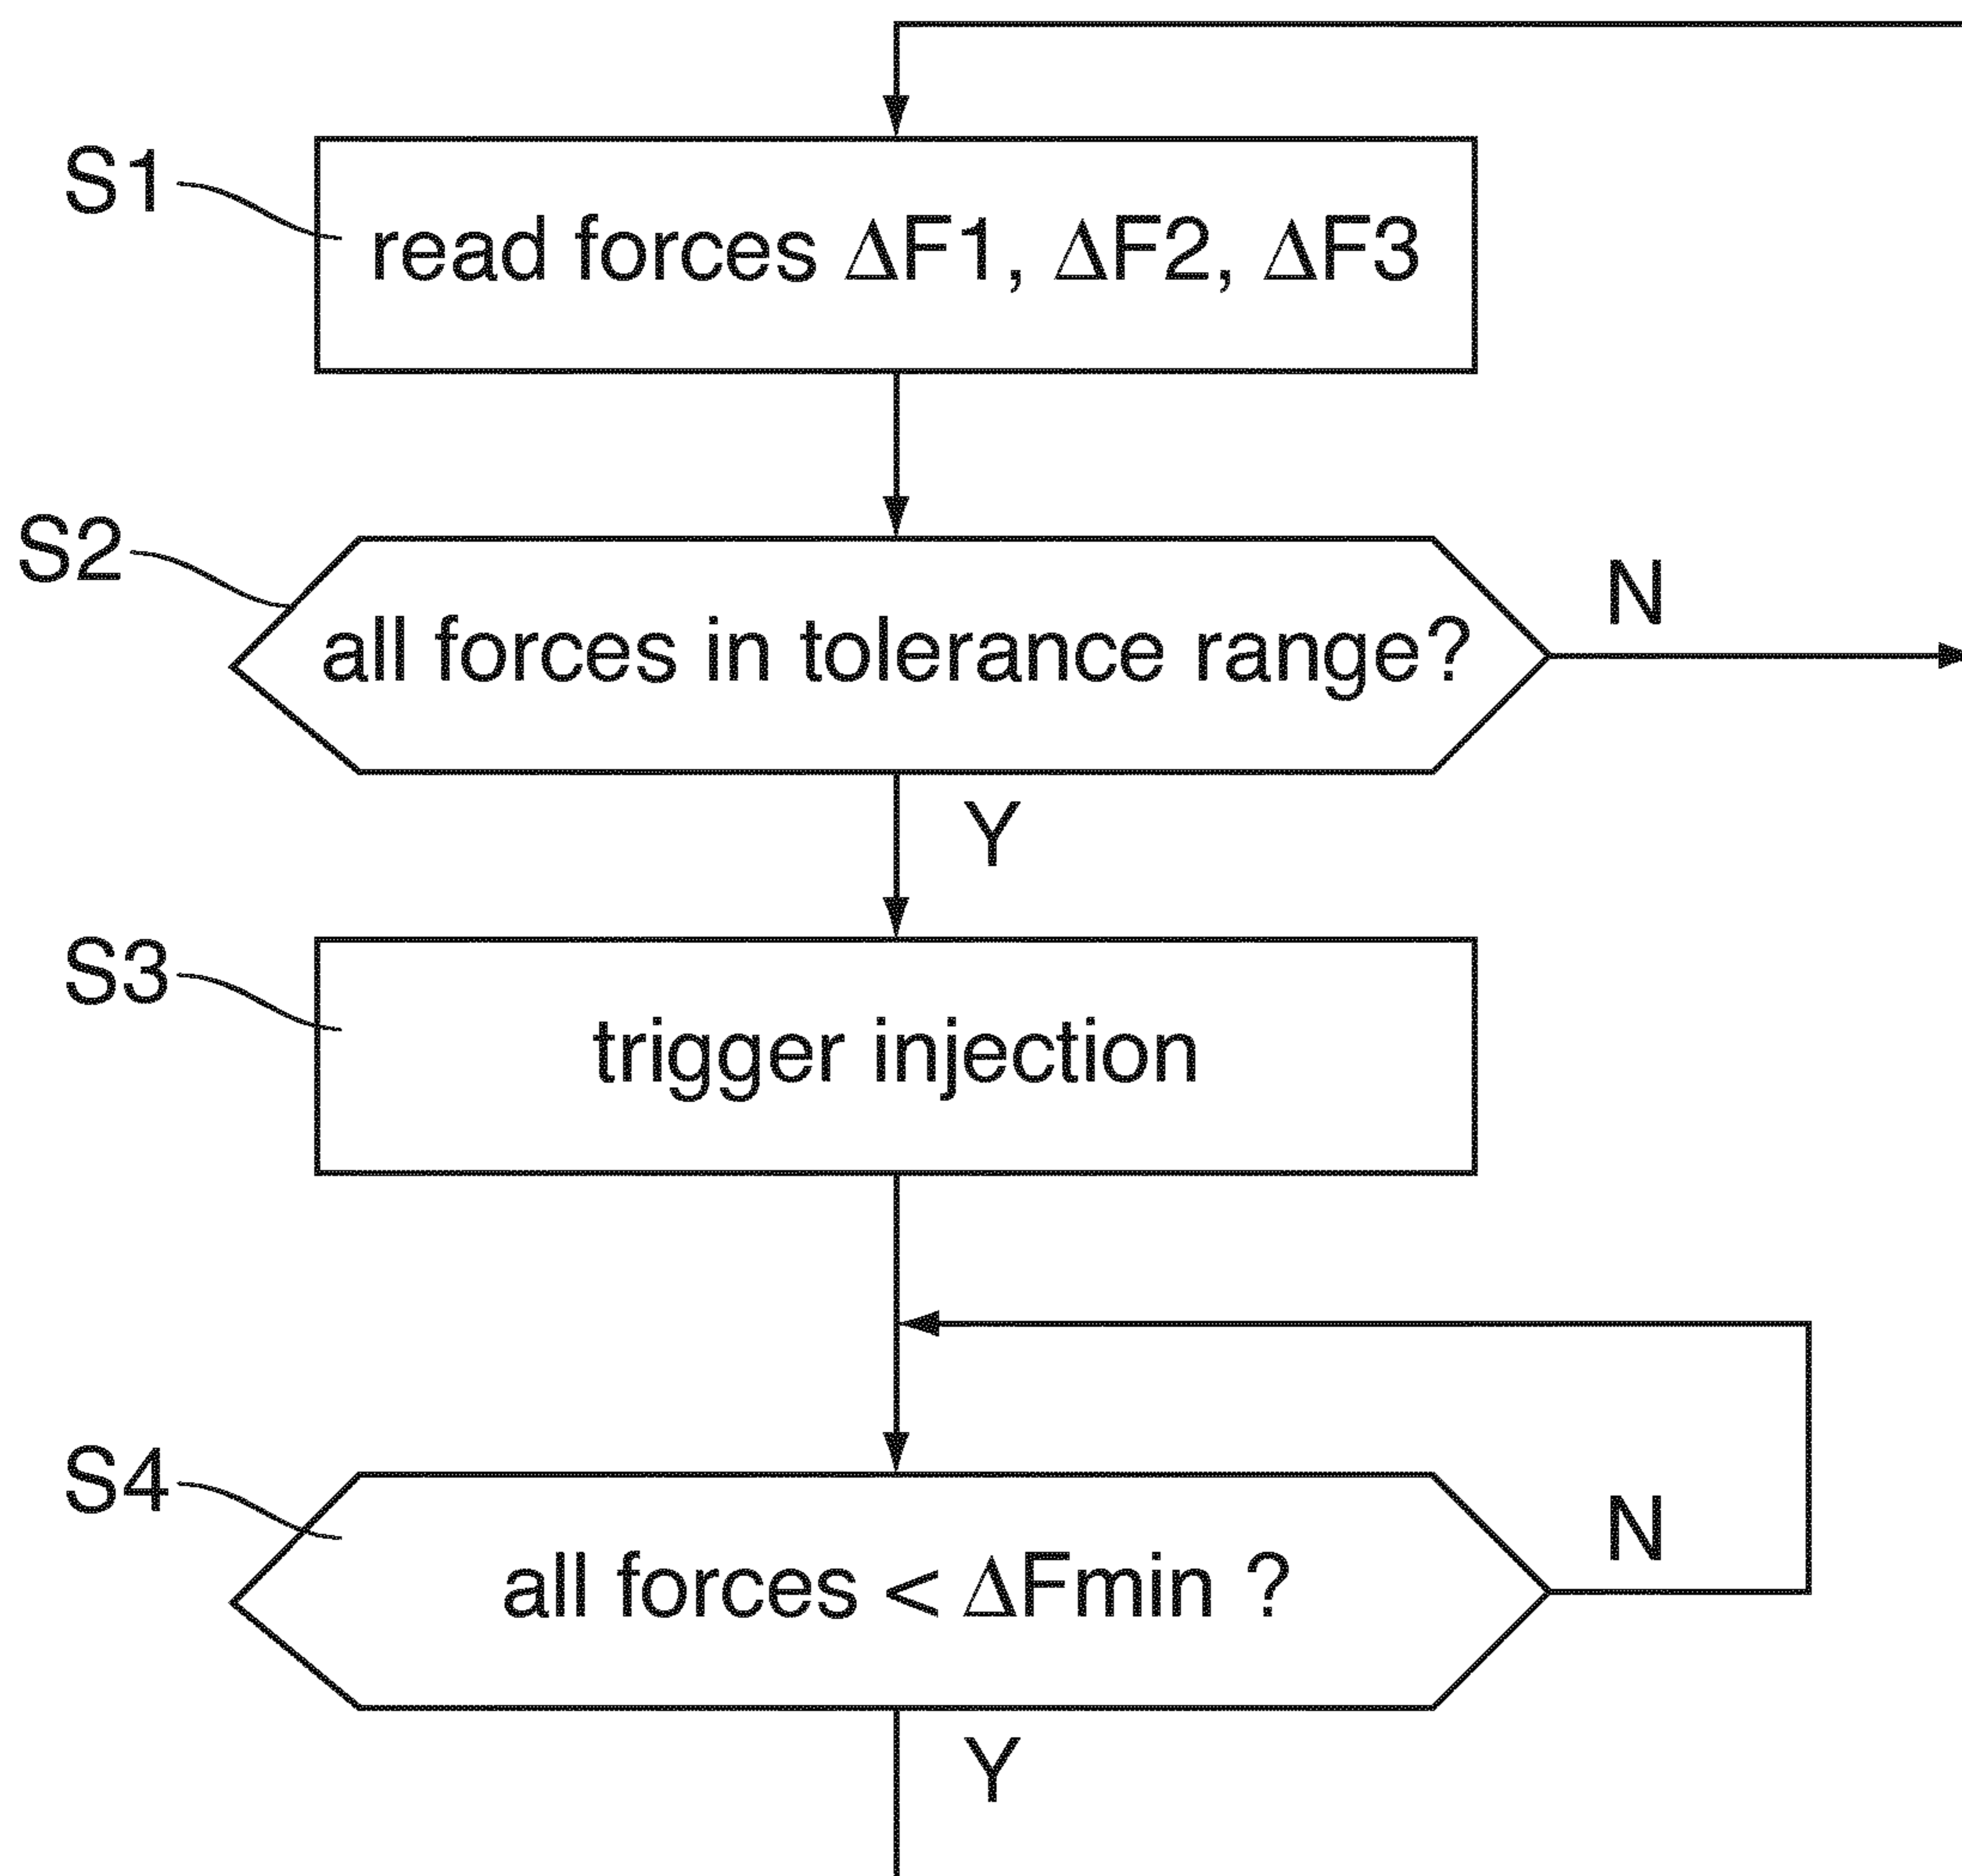 S1
read forces ΔF1, ΔF2, ΔF3
S2
all forces in tolerance range?
N
Y
S3
trigger injection
S4
all forces < ΔFmin ?
N
Y